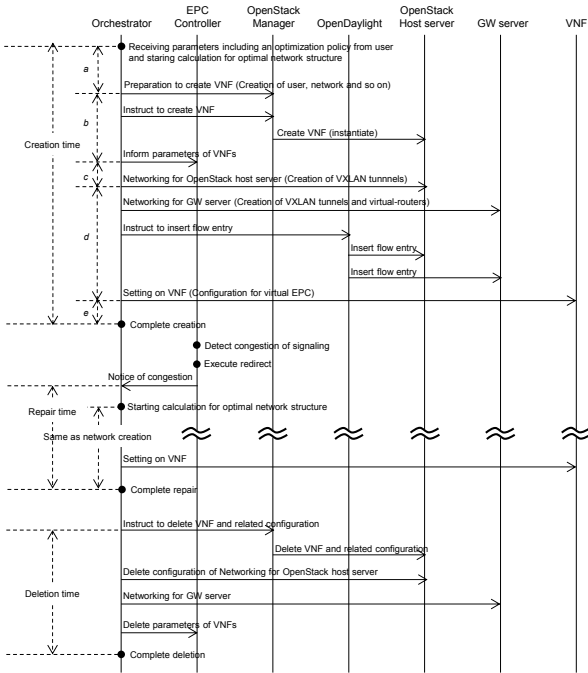 EPC
Controller
OpenStack
Manager
OpenStack
Host server
Orchestrator
OpenDaylight
GW server
VNF
Receiving parameters including an optimization policy from user
and staring calculation for optimal network structure
a
Preparation to create VNF (Creation of user, network and so on)
b
Instruct to create VNF
Create VNF (instantiate)
Creation time
Inform parameters of VNFs
c
Networking for OpenStack host server (Creation of VXLAN tunnnels)
Networking for GW server (Creation of VXLAN tunnels and virtual-routers)
d
Instruct to insert flow entry
Insert flow entry
Insert flow entry
Setting on VNF (Configuration for virtual EPC)
e
Complete creation
Detect congestion of signaling
Execute redirect
Notice of congestion
Repair time
Starting calculation for optimal network structure
Same as network creation
Setting on VNF
Complete repair
Instruct to delete VNF and related configuration
Delete VNF and related configuration
Delete configuration of Networking for OpenStack host server
Deletion time
Networking for GW server
Delete parameters of VNFs
Complete deletion